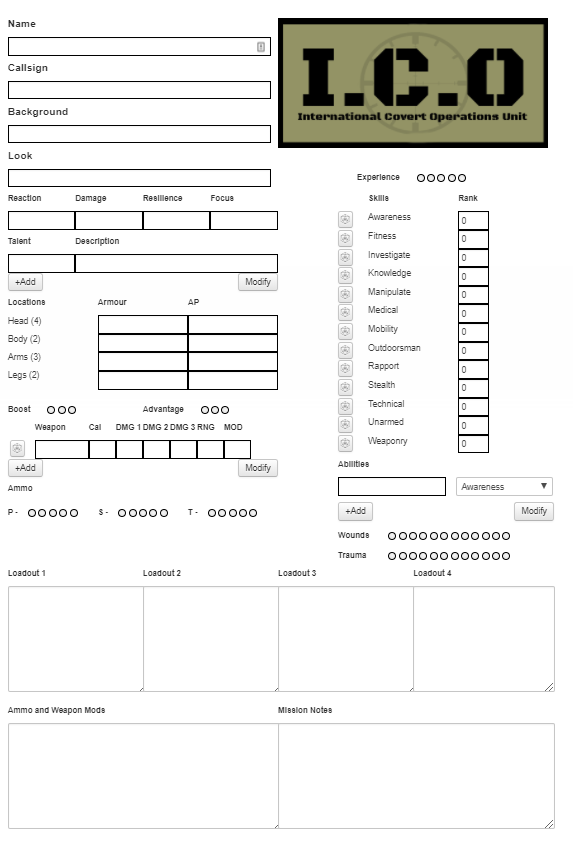 Name
I.C.O
International Covert Operations Unit
Callsign
Background
Look
Experience
Reaction Damage Resilience Focus
Talent Description
+Add Modify
Locations Armour AP
Head (4)
Body (2)
Arms (3)
Legs (2)
Boost Advantage
Weapon Cal DMG 1 DMG 2 DMG 3 RNG MOD
+Add Modify
Ammo
P - S - T -
Skills Rank
Awareness 0
Fitness 0
Investigate 0
Knowledge 0
Manipulate 0
Medical 0
Mobility 0
Outdoorsman 0
Rapport 0
Stealth 0
Technical 0
Unarmed 0
Weaponry 0
Abilities
Awareness
+Add Modify
Wounds
Trauma
Loadout 1 Loadout 2 Loadout 3 Loadout 4
Ammo and Weapon Mods Mission Notes